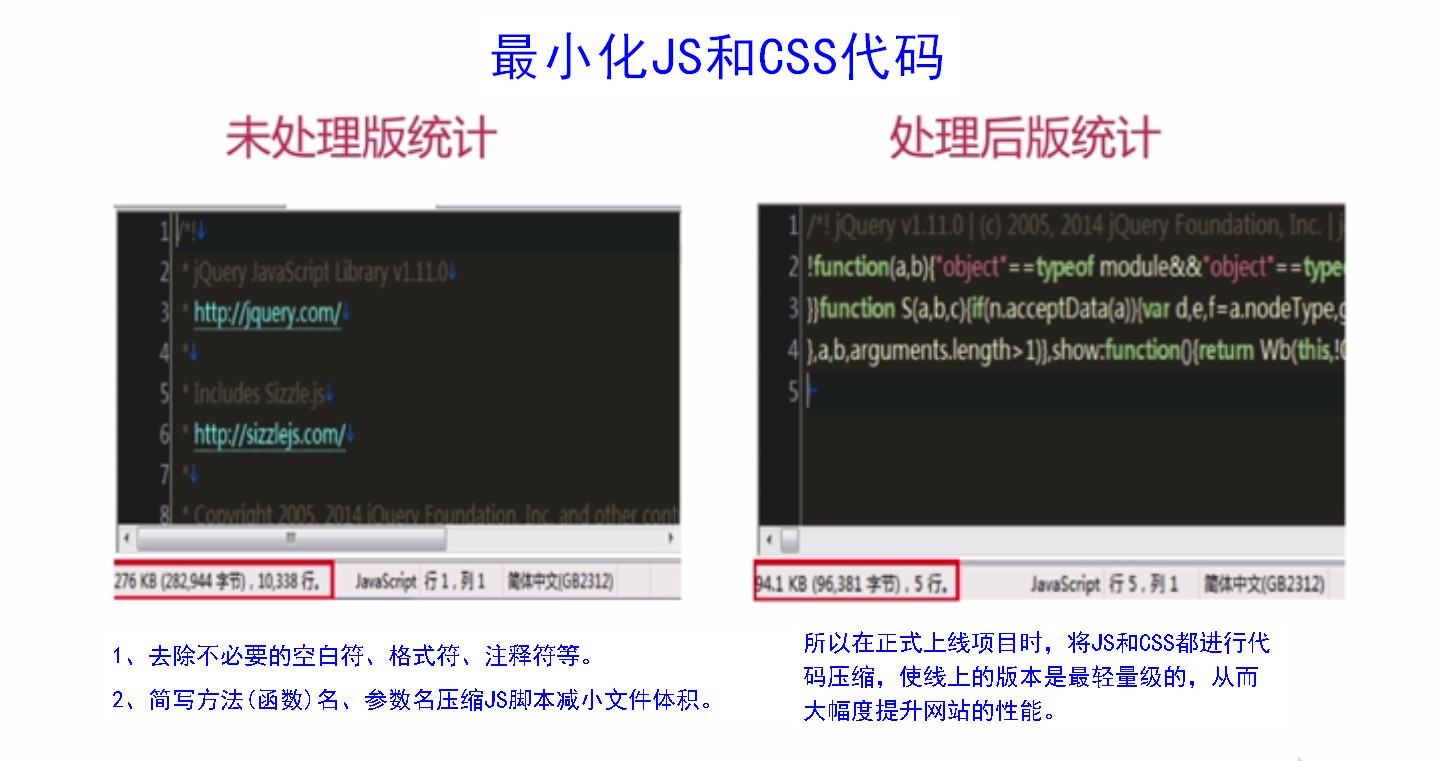 最小化JS和CSS代码
未处理版统计
处理后版统计
1 /*!↓
2 * jQuery JavaScript Library v1.11.0↓
3 * http://jquery.com/↓
4 *↓
5 * Includes Sizzle.js↓
6 * http://sizzlejs.com/↓
7 *↓
8 * Copyright 2005, 2014 jQuery Foundation, Inc. and other cont
276 KB (282,944 字节) , 10,338 行。 JavaScript 行 1 , 列 1 简体中文(GB2312)
1 /*! jQuery v1.11.0 | (c) 2005, 2014 jQuery Foundation, Inc. | j
2 !function(a,b){"object"==typeof module&&"object"==type
3 }}function S(a,b,c){if(n.acceptData(a)){var d,e,f=a.nodeType,g
4 },a,b,arguments.length>1)},show:function(){return Wb(this,!0
5
94.1 KB (96,381 字节) , 5 行。 JavaScript 行 5 , 列 1 简体中文(GB2312)
1、去除不必要的空白符、格式符、注释符等。
2、简写方法(函数)名、参数名压缩JS脚本减小文件体积。
所以在正式上线项目时，将JS和CSS都进行代
码压缩，使线上的版本是最轻量级的，从而
大幅度提升网站的性能。